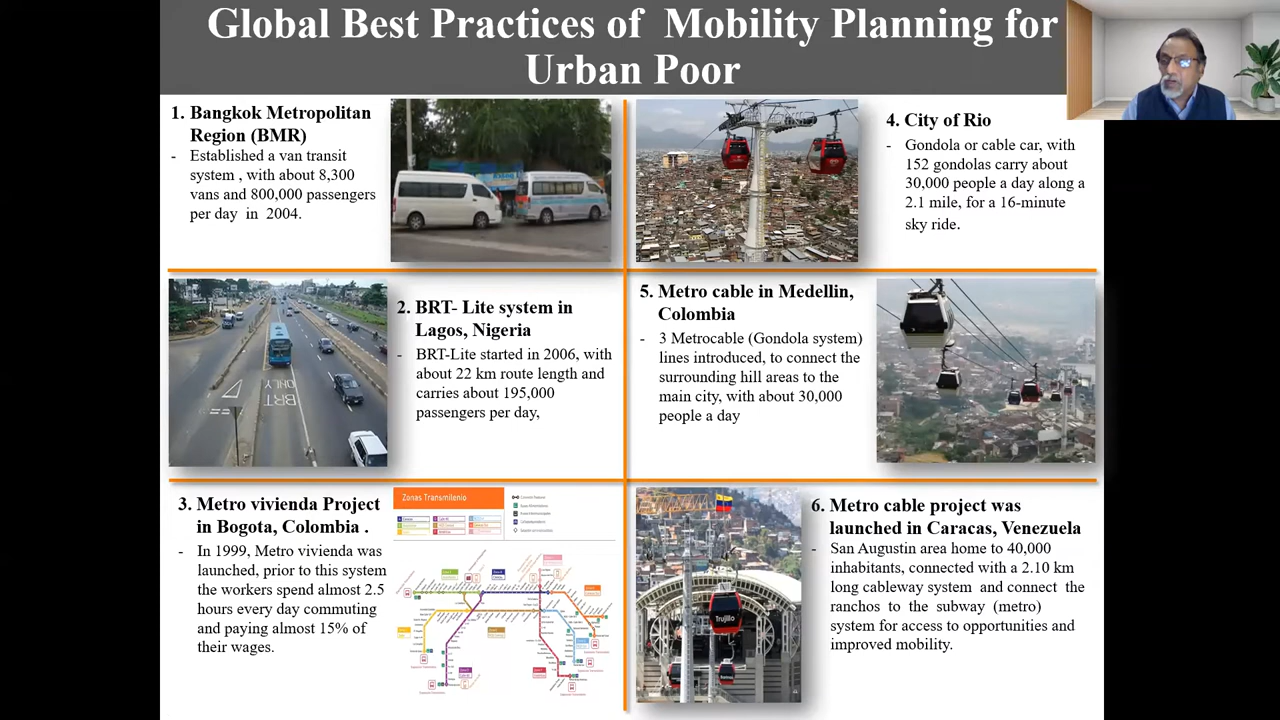 Global Best Practices of Mobility Planning for
Urban Poor
1. Bangkok Metropolitan
Region (BMR)
- Established a van transit
system , with about 8,300
vans and 800,000 passengers
per day in 2004.
2. BRT- Lite system in
Lagos, Nigeria
- BRT-Lite started in 2006, with
about 22 km route length and
carries about 195,000
passengers per day,
BRT
ONLY
3. Metro vivienda Project
in Bogota, Colombia .
- In 1999, Metro vivienda was
launched, prior to this system
the workers spend almost 2.5
hours every day commuting
and paying almost 15% of
their wages.
Zonas Transmilenio
4. City of Rio
- Gondola or cable car, with
152 gondolas carry about
30,000 people a day along a
2.1 mile, for a 16-minute
sky ride.
5. Metro cable in Medellin,
Colombia
- 3 Metrocable (Gondola system)
lines introduced, to connect the
surrounding hill areas to the
main city, with about 30,000
people a day
6. Metro cable project was
launched in Caracas, Venezuela
- San Augustin area home to 40,000
inhabitants, connected with a 2.10 km
long cableway system and connect the
ranchos to the subway (metro)
system for access to opportunities and
improved mobility.
Trujillo